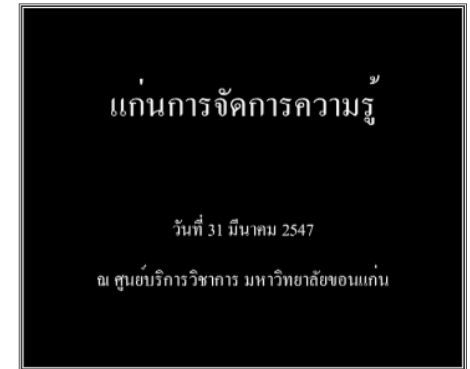 แก่นการจัดการความรู้
วันที่ 31 มีนาคม 2547
ณ ศูนย์บริการวิชาการ มหาวิทยาลัยขอนแก่น